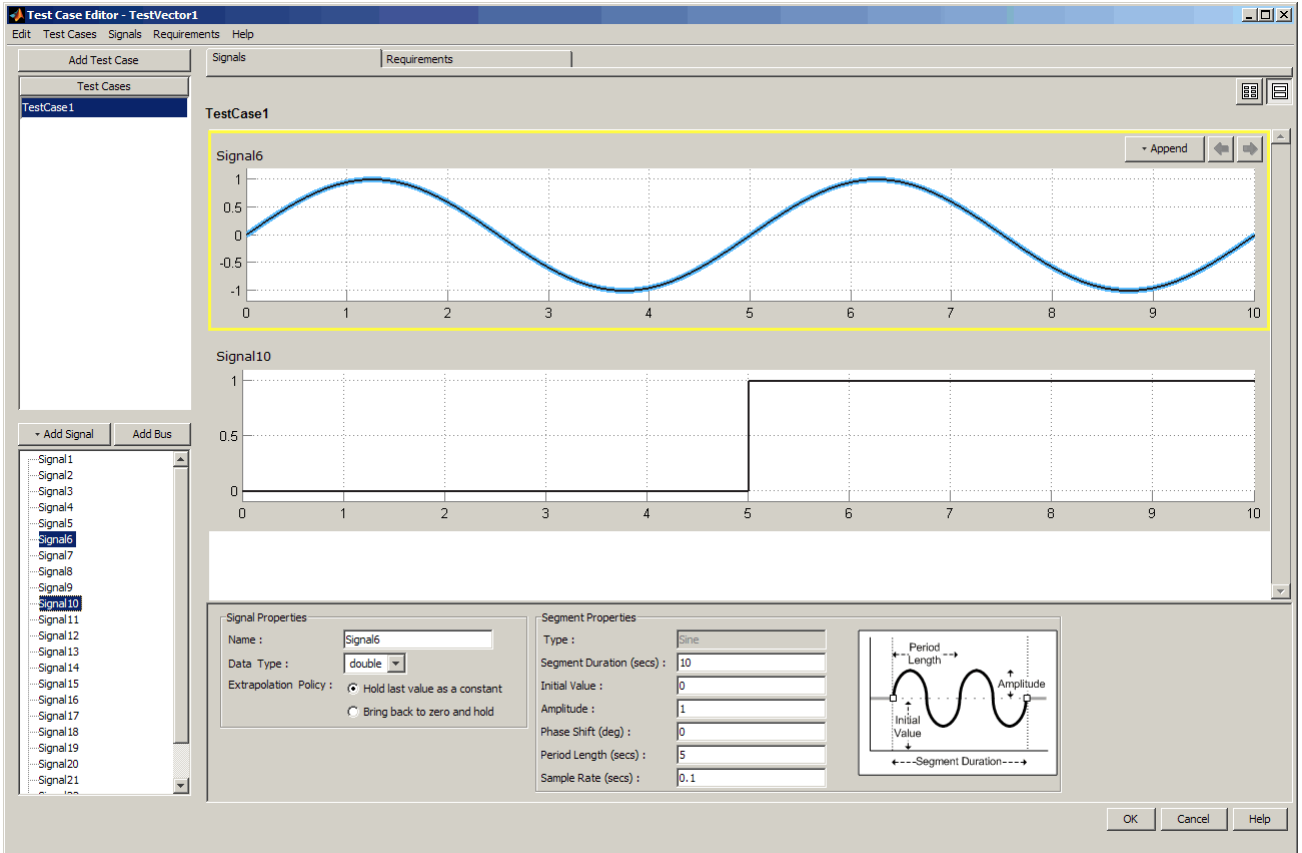 Test Case Editor - TestVector1
Edit Test Cases Signals Requirements Help
Add Test Case
Test Cases
TestCase1
Signals
Requirements
TestCase1
Signal6
Append
1
0.5
0
-0.5
-1
0 1 2 3 4 5 6 7 8 9 10
Signal10
1
0.5
0
0 1 2 3 4 5 6 7 8 9 10
Add Signal
Add Bus
Signal1
Signal2
Signal3
Signal4
Signal5
Signal6
Signal7
Signal8
Signal9
Signal10
Signal11
Signal12
Signal13
Signal14
Signal15
Signal16
Signal17
Signal18
Signal19
Signal20
Signal21
Signal Properties
Name : Signal6
Data Type : double
Extrapolation Policy : Hold last value as a constant
Bring back to zero and hold
Segment Properties
Type : Sine
Segment Duration (secs) : 10
Initial Value : 0
Amplitude : 1
Phase Shift (deg) : 0
Period Length (secs) : 5
Sample Rate (secs) : 0.1
Period
Length
Amplitude
Initial
Value
Segment Duration
OK
Cancel
Help